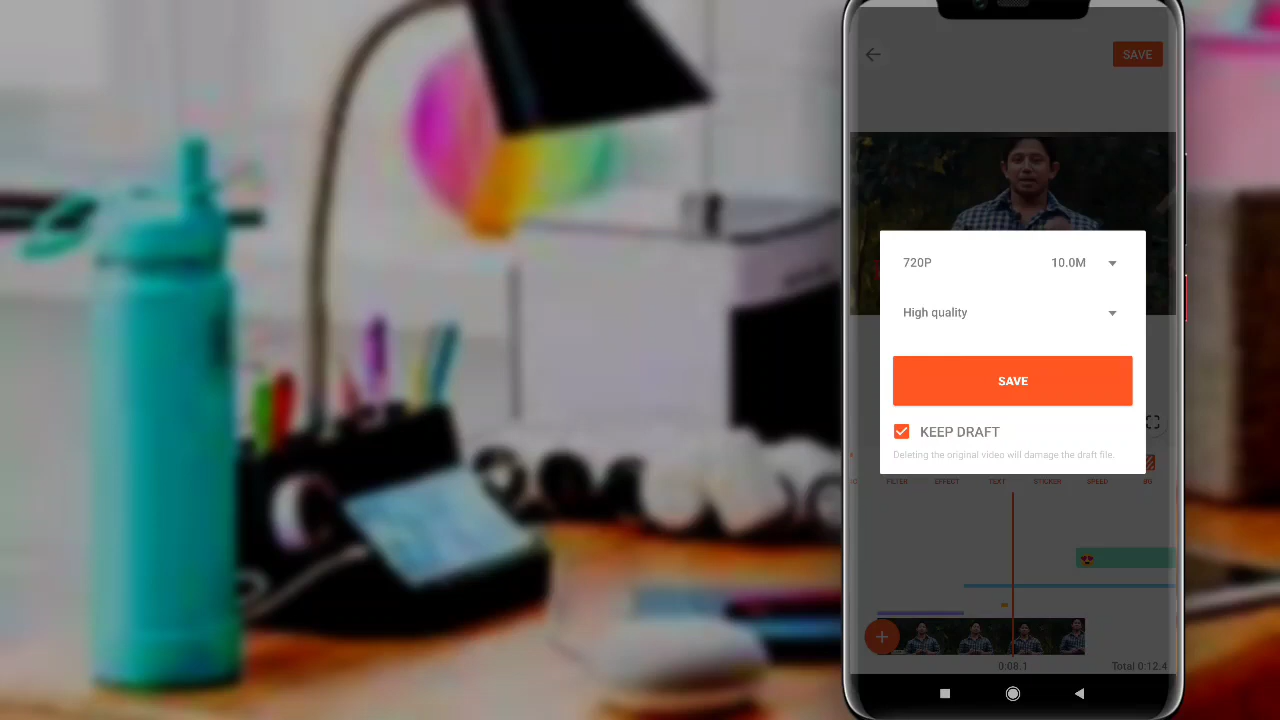 SAVE
720P 10.0M
High quality
SAVE
KEEP DRAFT
Deleting the original video will damage the draft file.
FILTER EFFECT TEXT STICKER SPEED BG
0:08.1 Total 0:12.4